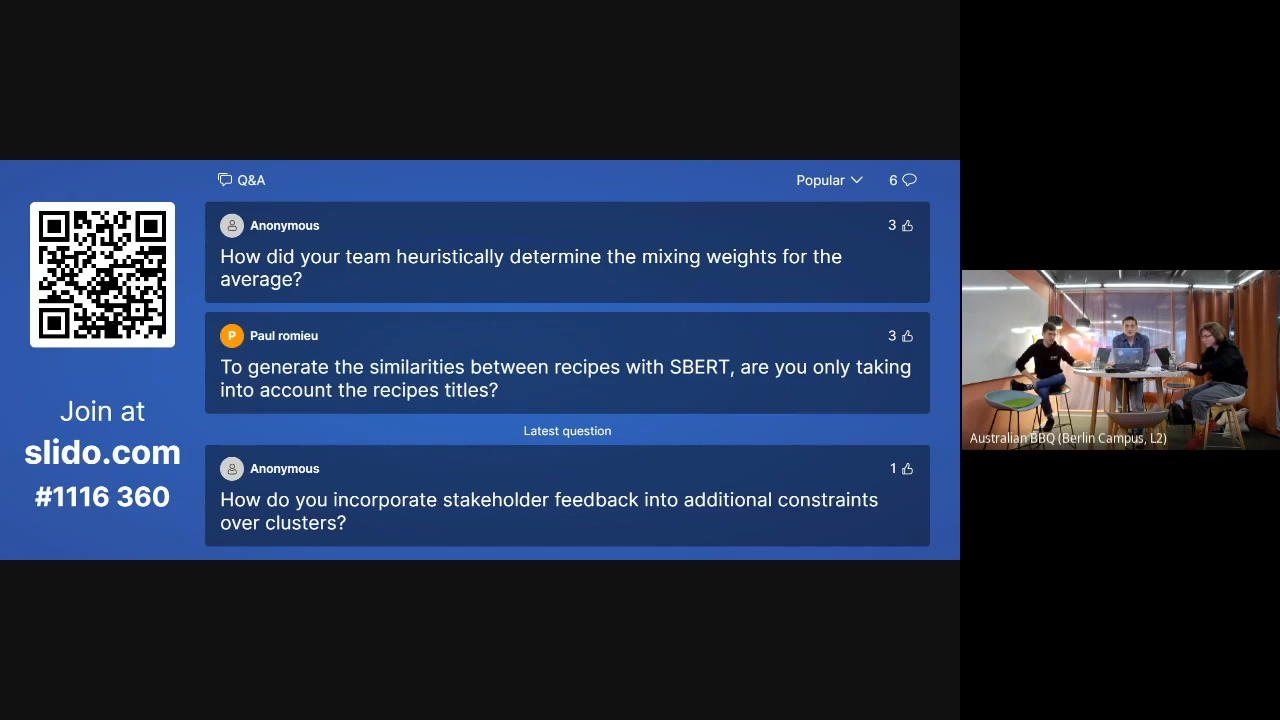 Q&A
Popular
6
Anonymous
3
How did your team heuristically determine the mixing weights for the
average?
P
Paul romieu
3
To generate the similarities between recipes with SBERT, are you only taking
into account the recipes titles?
Join at
slido.com
#1116 360
Latest question
Anonymous
1
How do you incorporate stakeholder feedback into additional constraints
over clusters?
Australian BBQ (Berlin Campus, L2)